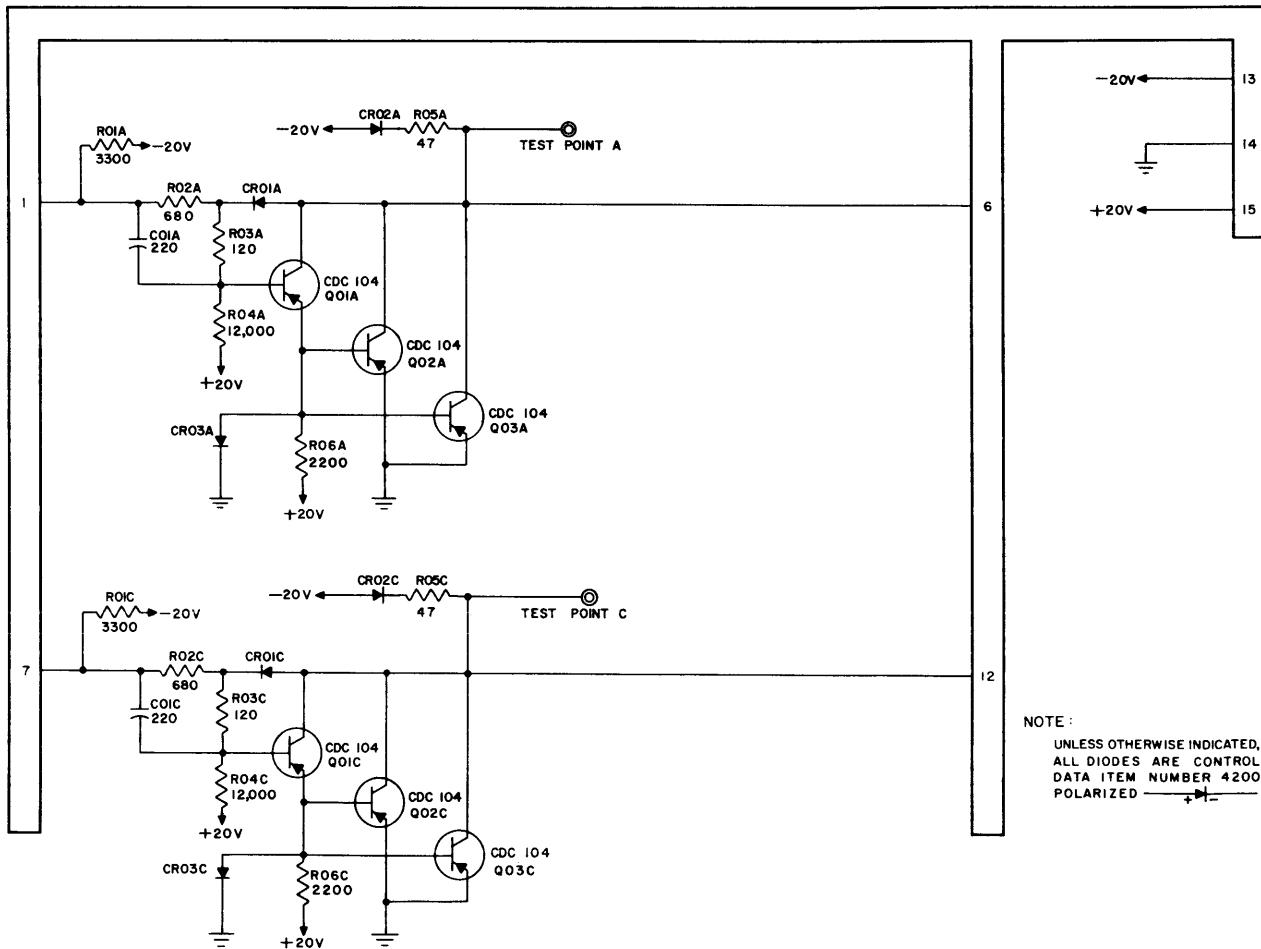 CR02A R05A
-20V 47
TEST POINT A
R01A
3300 -20V
1
R02A
680
CR01A
C01A
220
R03A
120
CDC 104
Q01A
R04A
12,000
+20V
CDC 104
Q02A
CR03A
CDC 104
Q03A
R06A
2200
+20V
6
-20V 13
14
+20V 15
CR02C R05C
-20V 47
TEST POINT C
R01C
3300 -20V
7
R02C
680
CR01C
C01C
220
R03C
120
CDC 104
Q01C
R04C
12,000
+20V
CDC 104
Q02C
CR03C
CDC 104
Q03C
R06C
2200
+20V
12
NOTE:
UNLESS OTHERWISE INDICATED,
ALL DIODES ARE CONTROL
DATA ITEM NUMBER 4200
POLARIZED + -